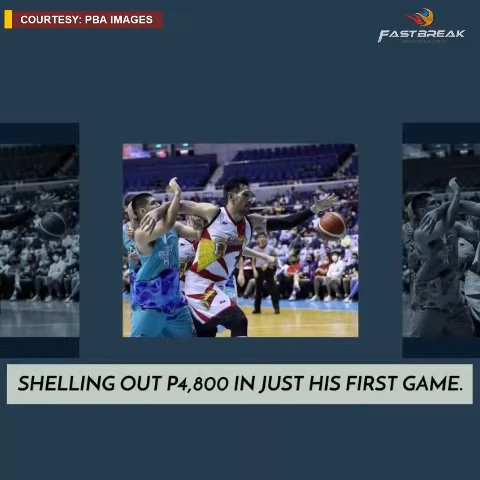 COURTESY: PBA IMAGES
FASTBREAK
SHELLING OUT P4,800 IN JUST HIS FIRST GAME.